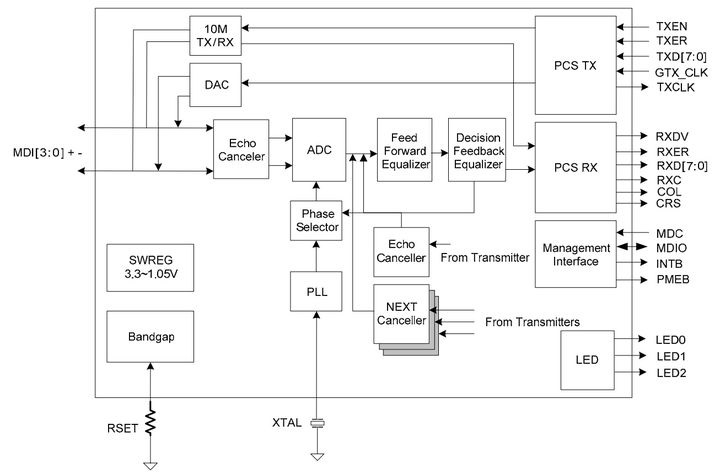 10M
TX/RX
DAC
PCS TX
TXEN
TXER
TXD[7:0]
GTX_CLK
TXCLK
MDI[3:0] + -
Echo
Canceler
ADC
Feed
Forward
Equalizer
Decision
Feedback
Equalizer
PCS RX
RXDV
RXER
RXD[7:0]
RXC
COL
CRS
Phase
Selector
Echo
Canceller
From Transmitter
Management
Interface
MDC
MDIO
INTB
PMEB
SWREG
3,3~1,05V
PLL
NEXT
Canceller
From Transmitters
Bandgap
LED
LED0
LED1
LED2
RSET
XTAL